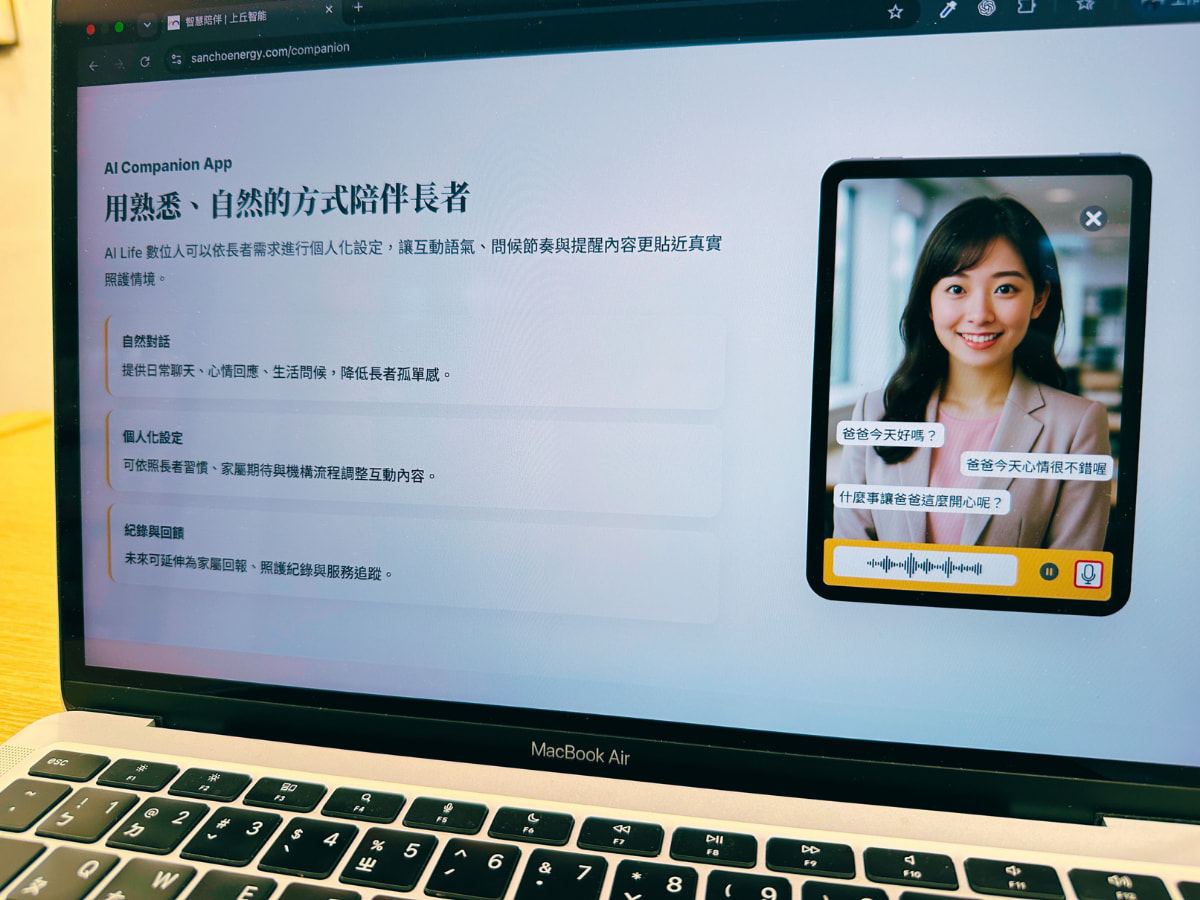 智慧陪伴 | 上丘智能
sanchoenergy.com/companion
AI Companion App
用熟悉、自然的方式陪伴長者
AI Life 數位人可以依長者需求進行個人化設定，讓互動語氣、問候節奏與提醒內容更貼近真實
照護情境。
自然對話
提供日常聊天、心情回應、生活問候，降低長者孤單感。
個人化設定
可依照長者習慣、家屬期待與機構流程調整互動內容。
紀錄與回饋
未來可延伸為家屬回報、照護紀錄與服務追蹤。
爸爸今天好嗎？
爸爸今天心情很不錯喔
什麼事讓爸爸這麼開心呢？
MacBook Air
esc F1 F2 F3 F4 F5 F6 F7 F8 F9 F10 F11 F12
~ ! 1 ㄅ @ 2 ㄉ # 3 ˇ $ 4 ˋ % 5 ㄓ ^ 6 ˊ & 7 ˙ * 8 ( 9
Q ㄆ W E